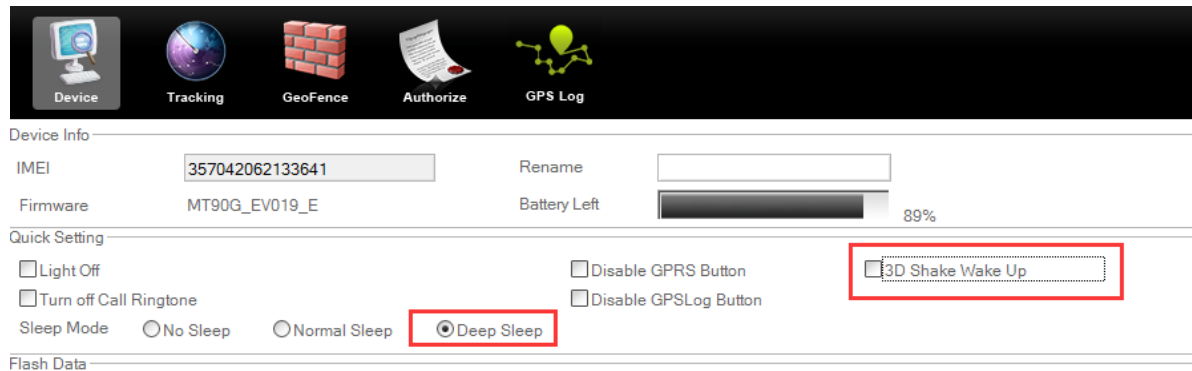 Device Tracking GeoFence Authorize GPS Log
Device Info
IMEI 357042062133641 Rename
Firmware MT90G_EV019_E Battery Left 89%
Quick Setting
Light Off Disable GPRS Button 3D Shake Wake Up
Turn off Call Ringtone Disable GPSLog Button
Sleep Mode No Sleep Normal Sleep Deep Sleep
Flash Data